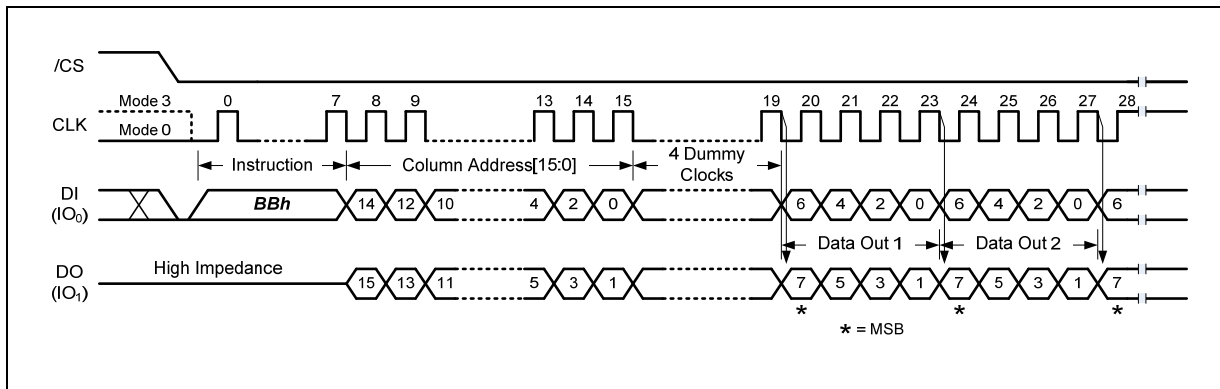 /CS
Mode 3 0 7 8 9 13 14 15 19 20 21 22 23 24 25 26 27 28
CLK
Mode 0
Instruction Column Address[15:0] 4 Dummy
Clocks
DI
(IO0) BBh 14 12 10 4 2 0 6 4 2 0 6 4 2 0 6
Data Out 1 Data Out 2
High Impedance
DO
(IO1) 15 13 11 5 3 1 7 5 3 1 7 5 3 1 7
* * *
* = MSB